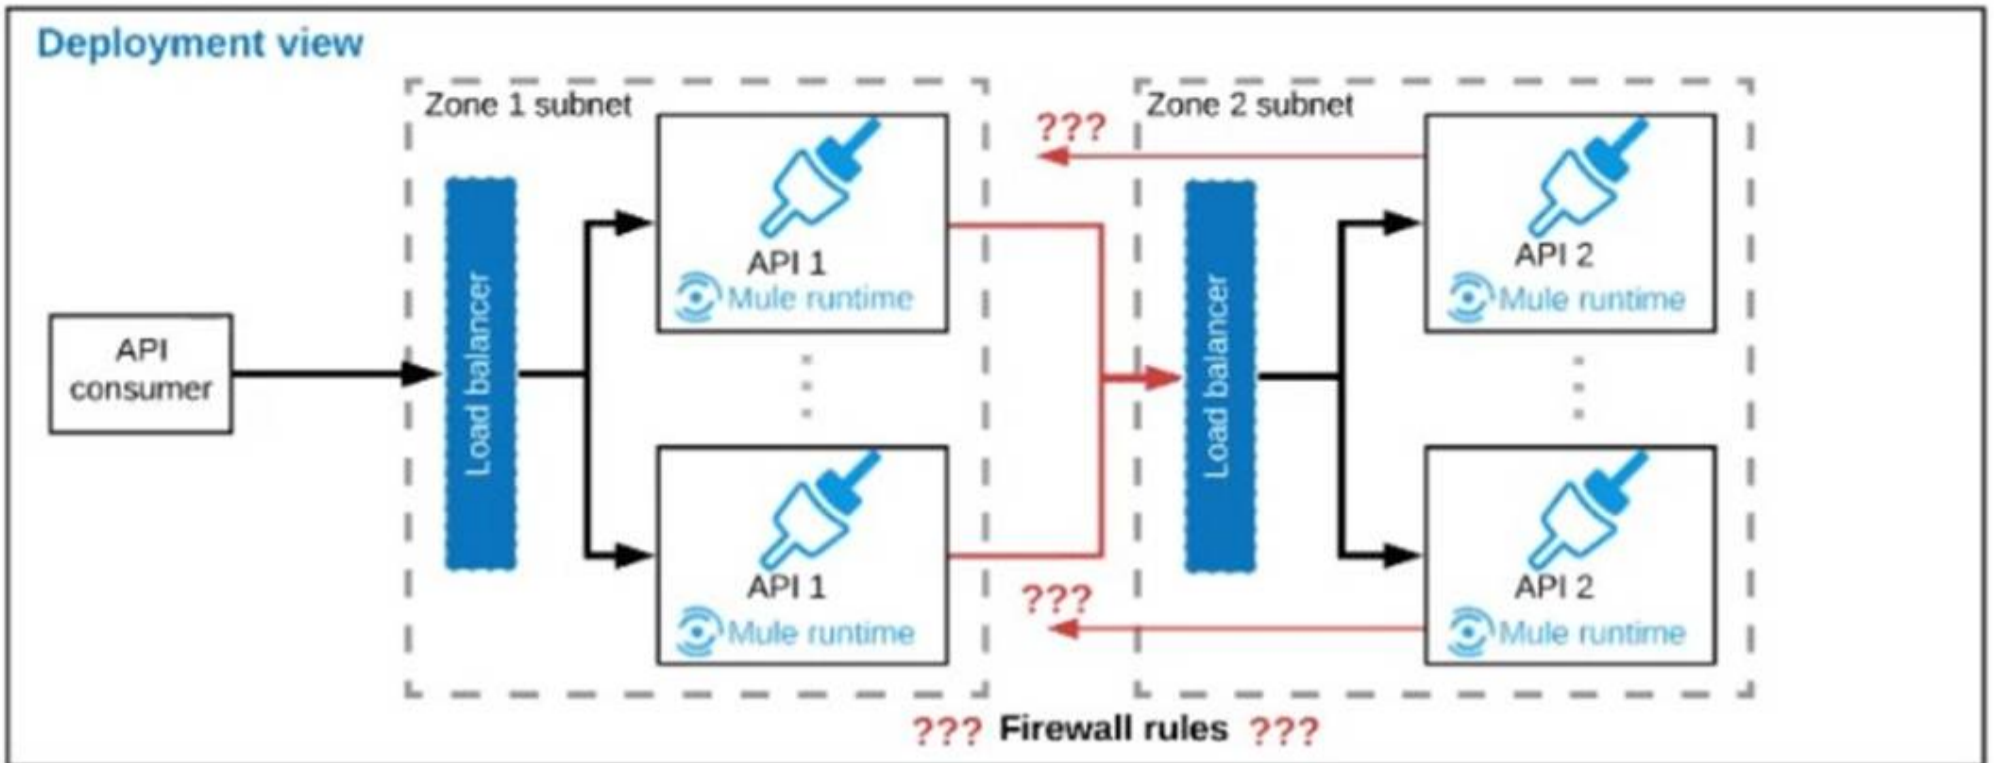 Deployment view
Zone 1 subnet
Zone 2 subnet
???
API 1
Mule runtime
API 2
Mule runtime
API
consumer
Load balancer
Load balancer
API 1
Mule runtime
???
API 2
Mule runtime
??? Firewall rules ???